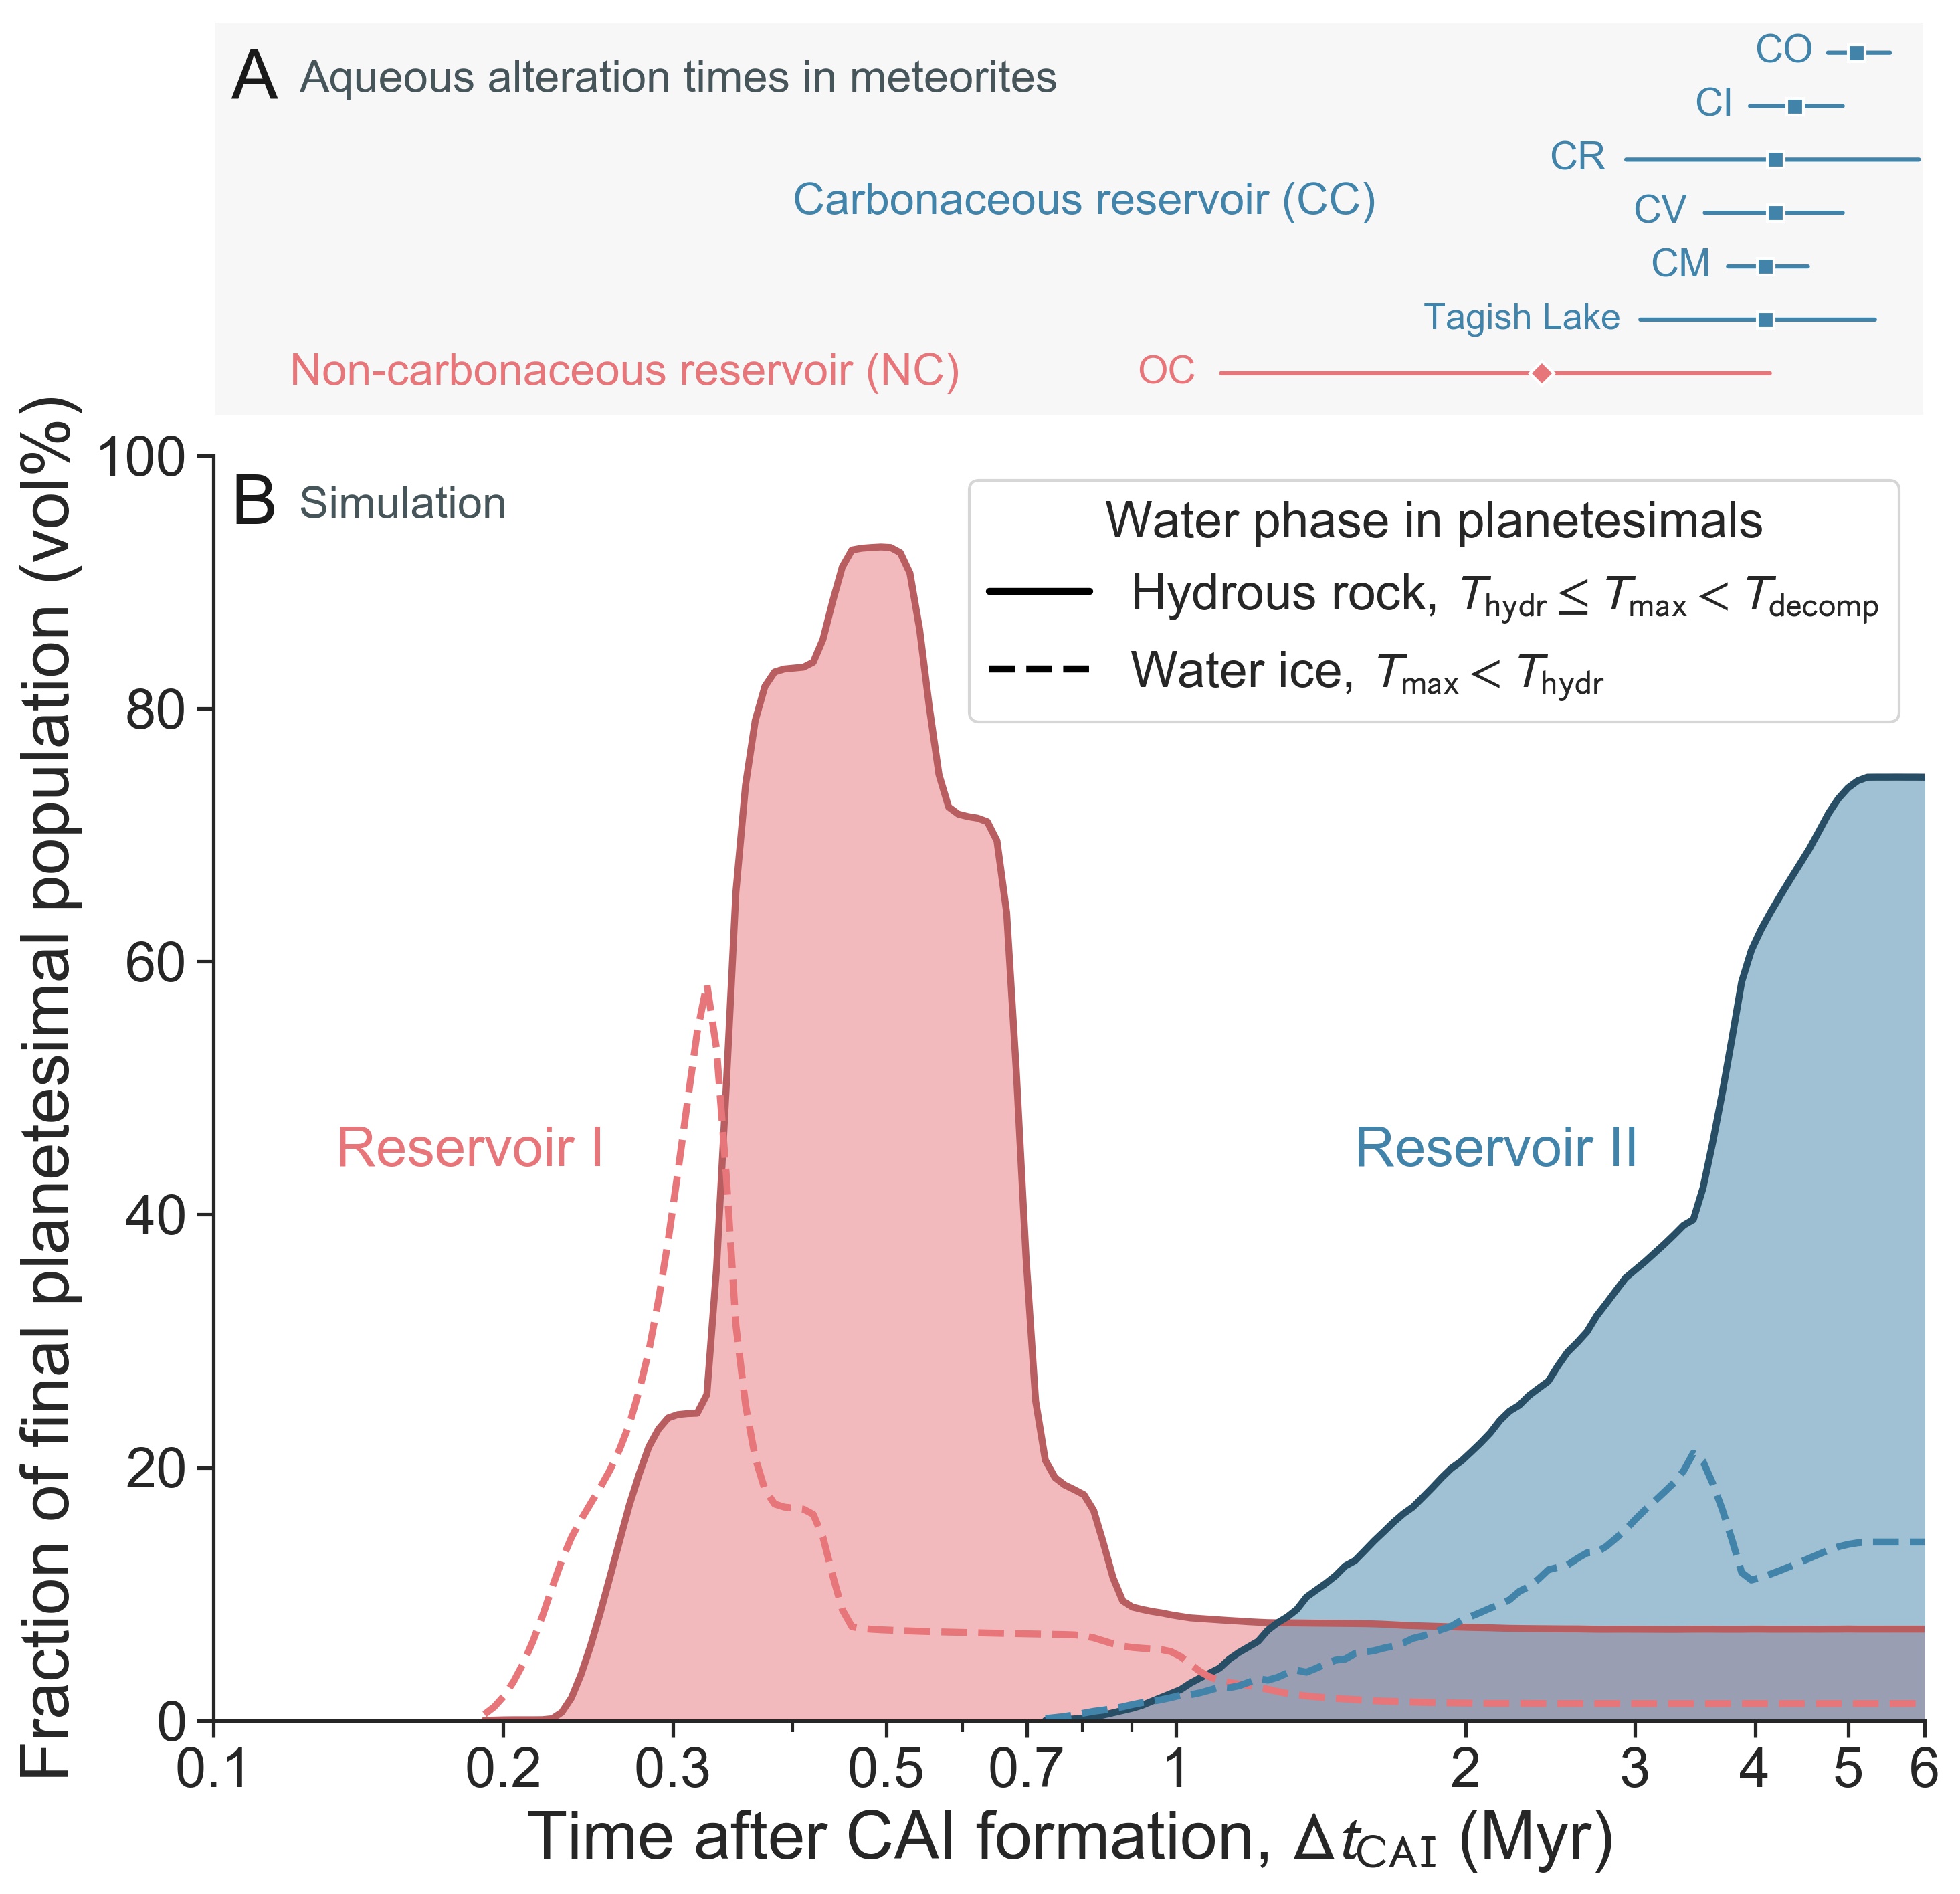 A Aqueous alteration times in meteorites
CO
CI
CR
Carbonaceous reservoir (CC)
CV
CM
Tagish Lake
Non-carbonaceous reservoir (NC)
OC
Fraction of final planetesimal population (vol%)
100
80
60
40
20
0
B Simulation
Water phase in planetesimals
Hydrous rock, T_hydr ≤ T_max < T_decomp
Water ice, T_max < T_hydr
Reservoir I
Reservoir II
0.1 0.2 0.3 0.5 0.7 1 2 3 4 5 6
Time after CAI formation, Δt_CAI (Myr)